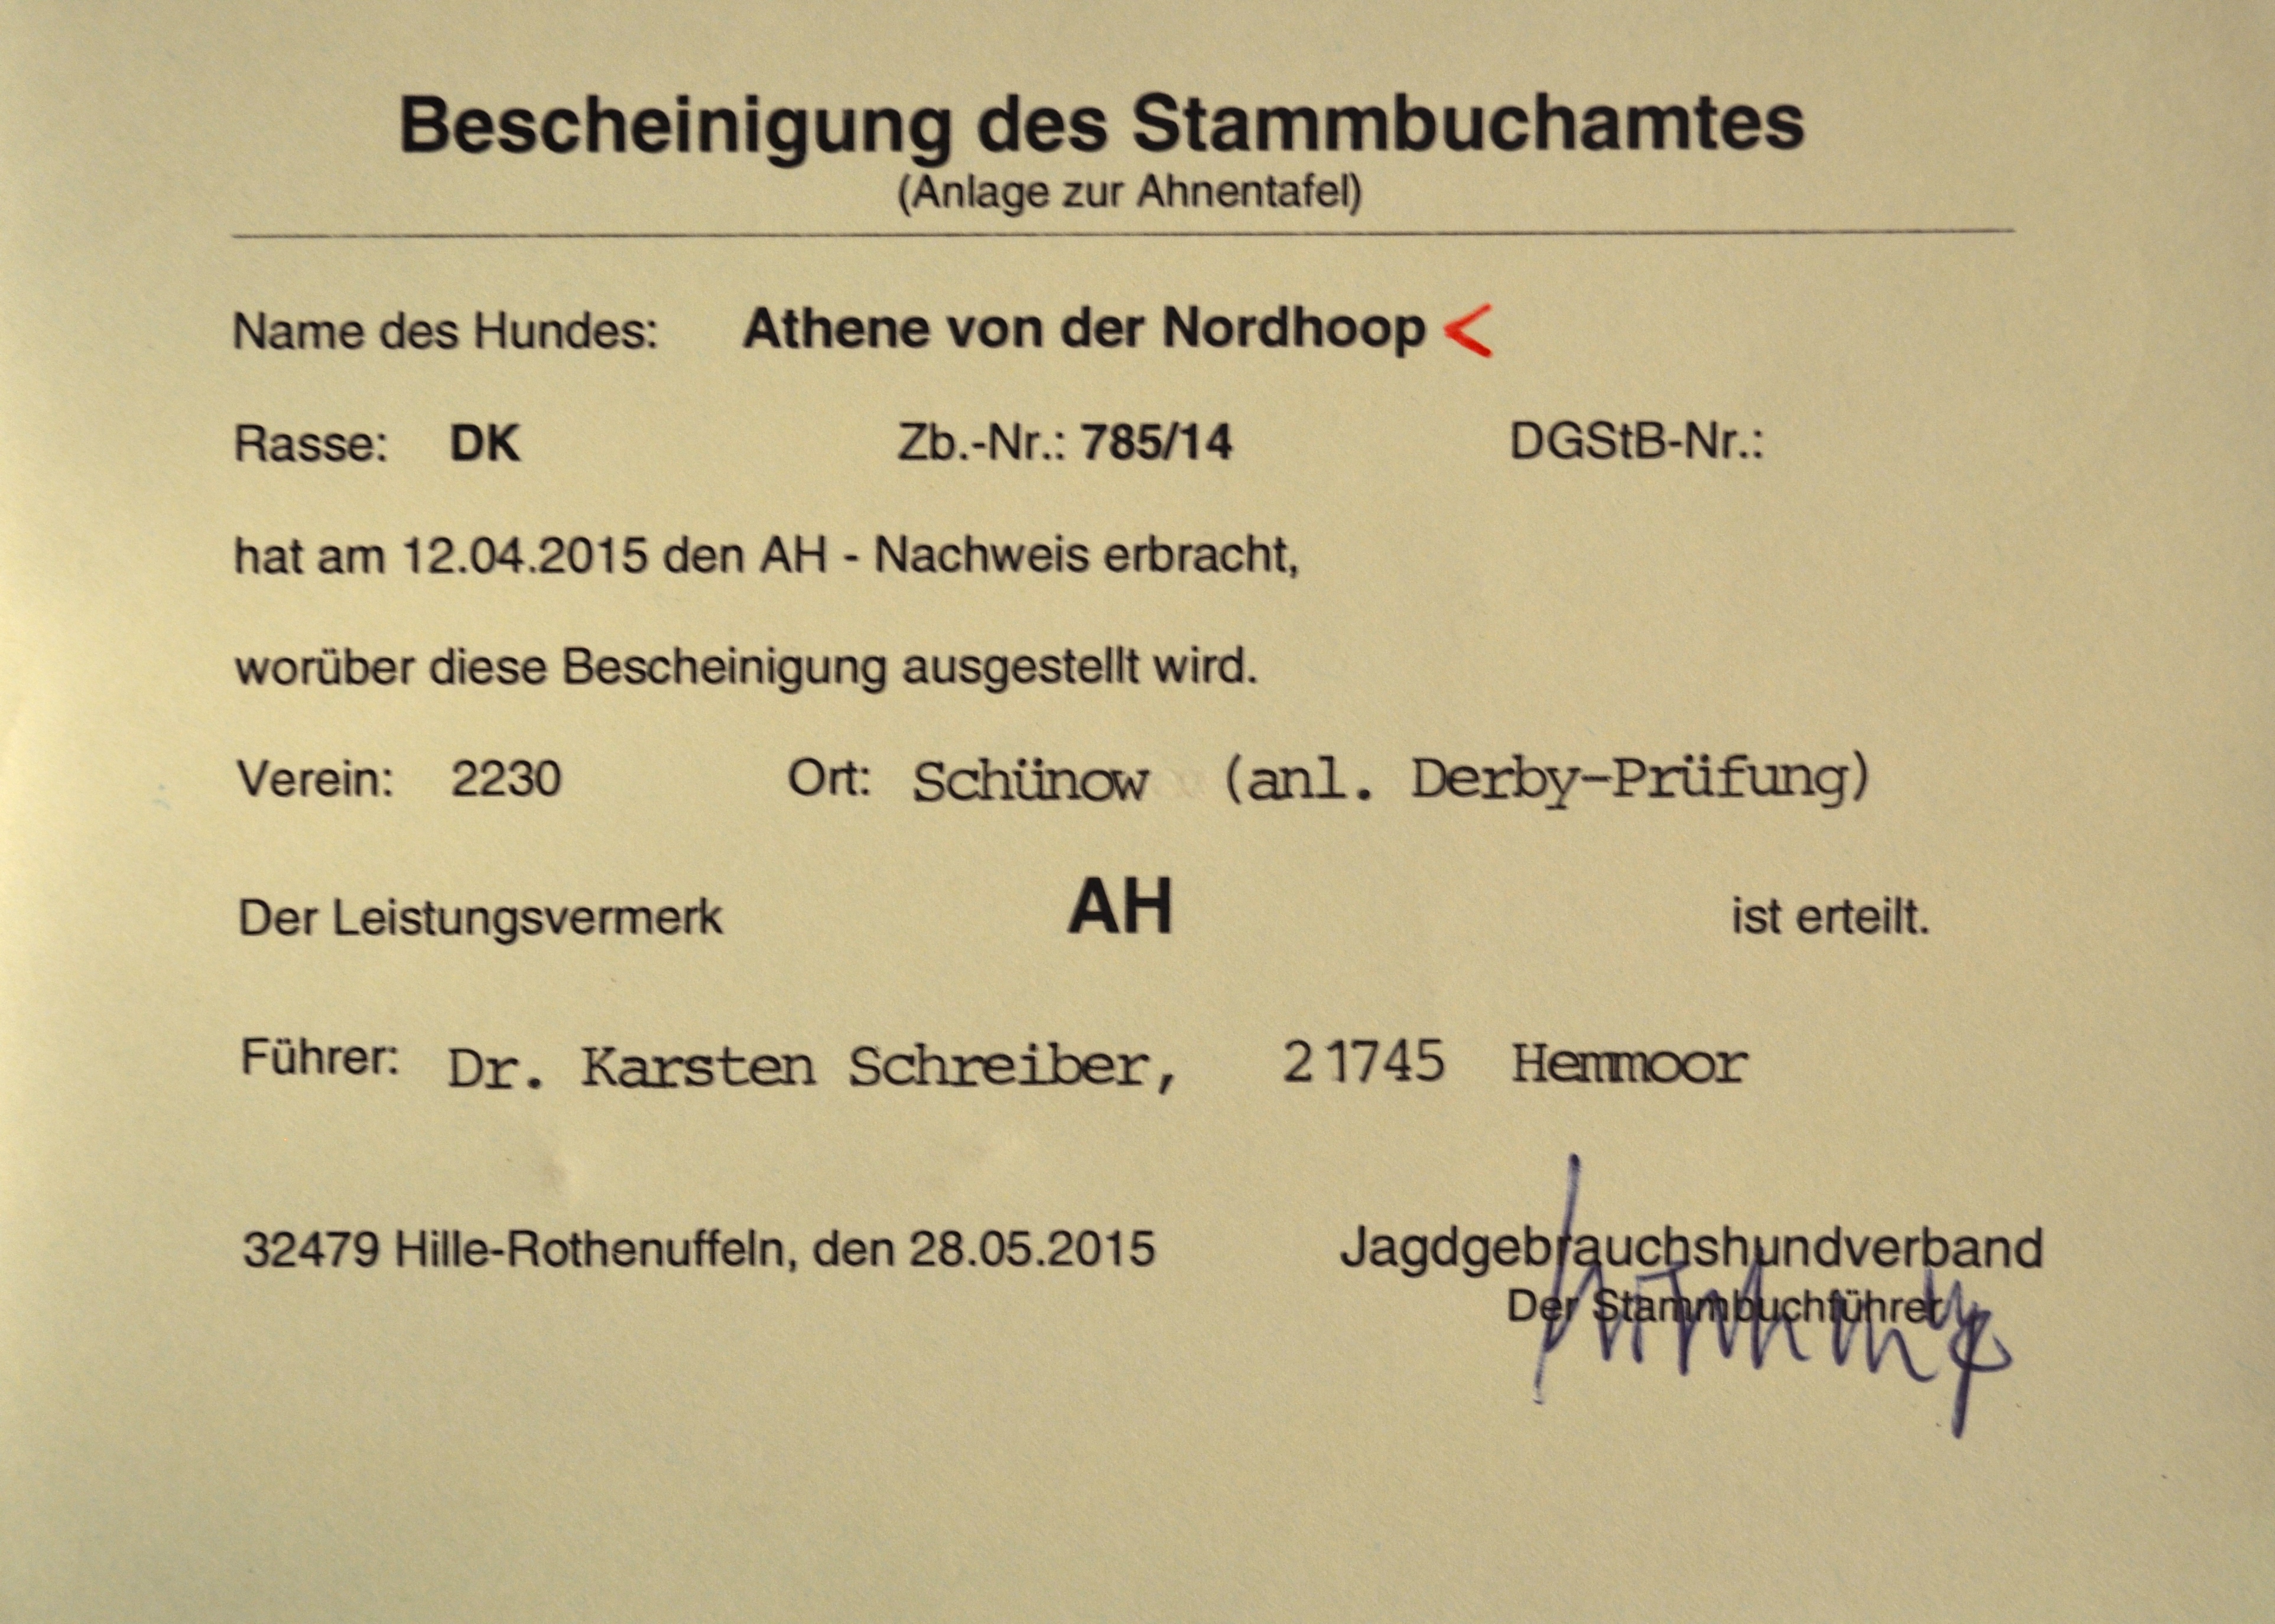 Bescheinigung des Stammbuchamtes
(Anlage zur Ahnentafel)
Name des Hundes: Athene von der Nordhoop <
Rasse: DK Zb.-Nr.: 785/14 DGStB-Nr.:
hat am 12.04.2015 den AH - Nachweis erbracht,
worüber diese Bescheinigung ausgestellt wird.
Verein: 2230 Ort: Schünow (anl. Derby-Prüfung)
Der Leistungsvermerk AH ist erteilt.
Führer: Dr. Karsten Schreiber, 21745 Hemmoor
32479 Hille-Rothenuffeln, den 28.05.2015 Jagdgebrauchshundverband
Der Stammbuchführer